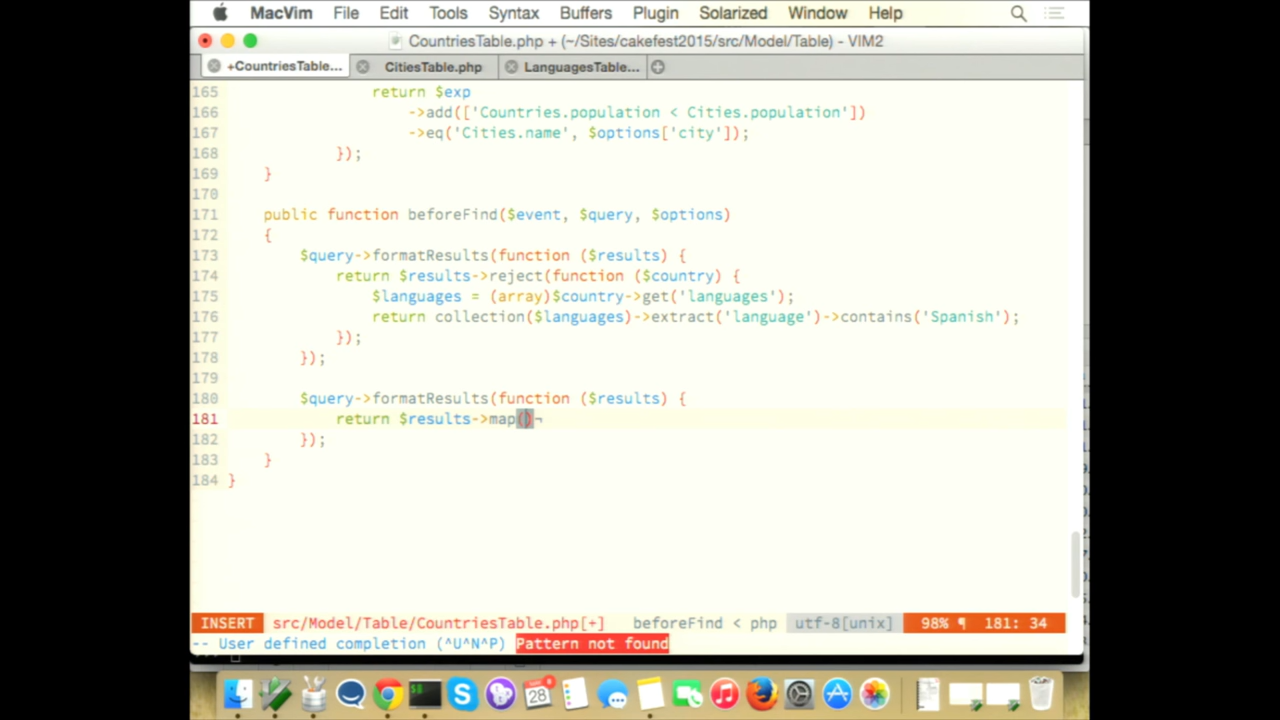 MacVim File Edit Tools Syntax Buffers Plugin Solarized Window Help
CountriesTable.php + (~/Sites/cakefest2015/src/Model/Table) - VIM2
+CountriesTable... CitiesTable.php LanguagesTable...
165 return $exp
166 ->add(['Countries.population < Cities.population'])
167 ->eq('Cities.name', $options['city']);
168 });
169 }
170
171 public function beforeFind($event, $query, $options)
172 {
173 $query->formatResults(function ($results) {
174 return $results->reject(function ($country) {
175 $languages = (array)$country->get('languages');
176 return collection($languages)->extract('language')->contains('Spanish');
177 });
178 });
179
180 $query->formatResults(function ($results) {
181 return $results->map()¬
182 });
183 }
184 }
INSERT src/Model/Table/CountriesTable.php[+] beforeFind < php utf-8[unix] 98% ¶ 181: 34
-- User defined completion (^U^N^P) Pattern not found
28